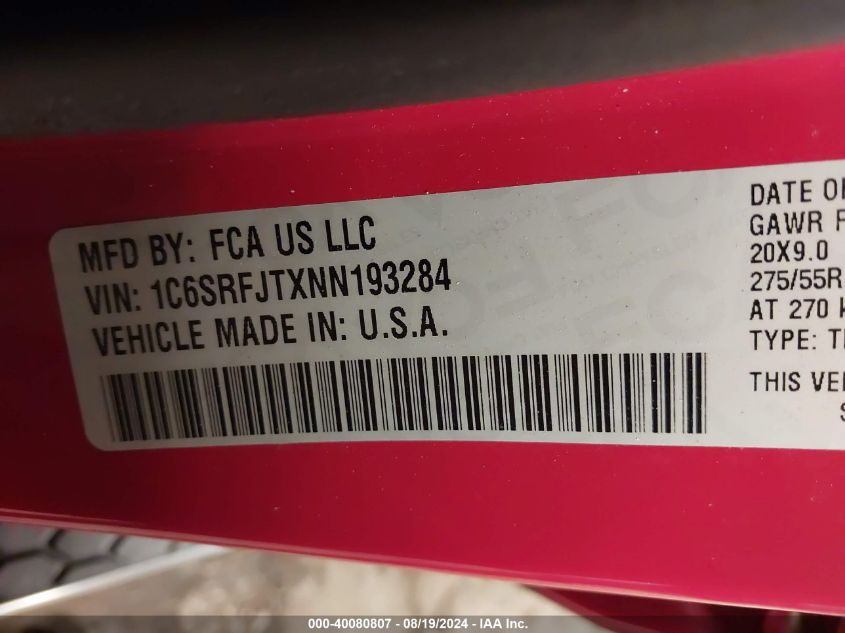 MFD BY: FCA US LLC
VIN: 1C6SRFJTXNN193284
VEHICLE MADE IN: U.S.A.
DATE
GAWR
20X9.0
275/55R
AT 270
TYPE:
THIS
000-40080807 - 08/19/2024 - IAA Inc.